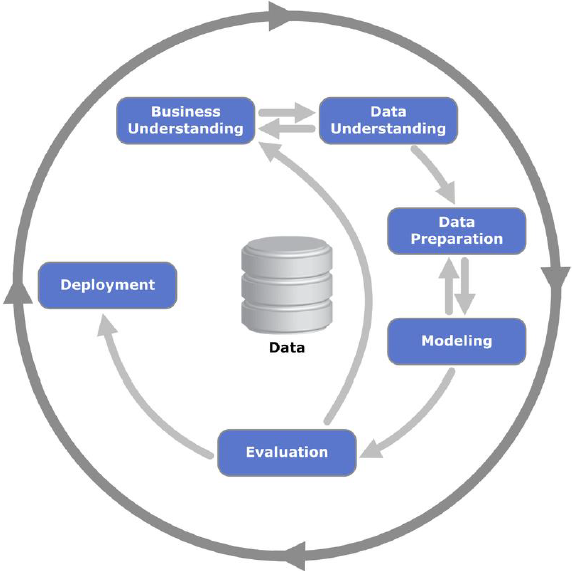 Business
Understanding
Data
Understanding
Data
Preparation
Deployment
Modeling
Data
Evaluation